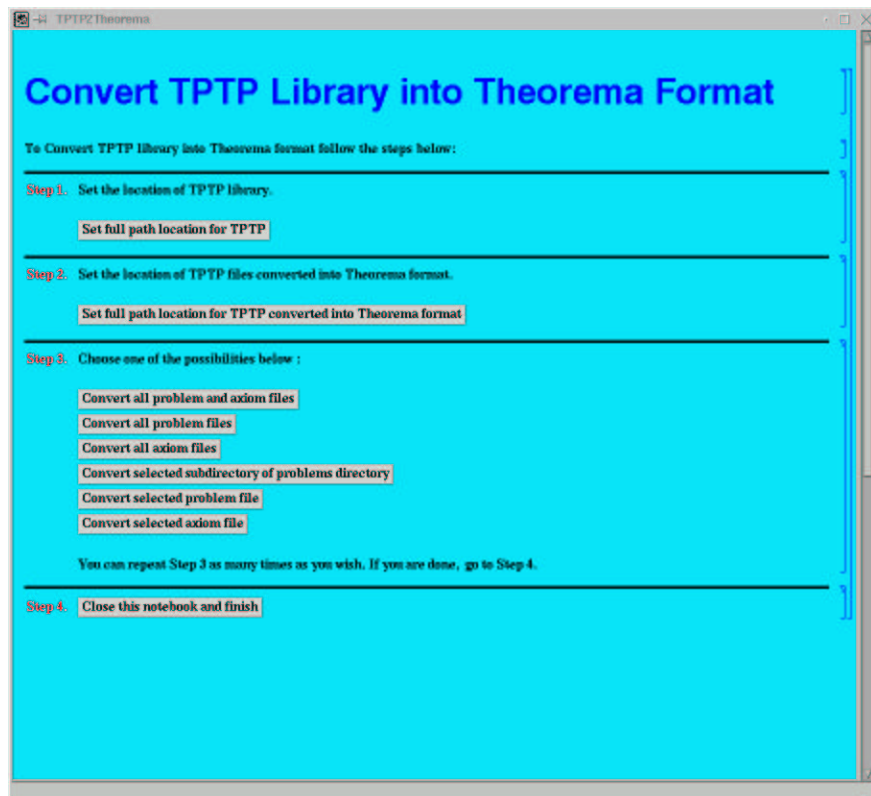 TPTP2Theorema
Convert TPTP Library into Theorema Format
To Convert TPTP library into Theorema format follow the steps below:
Step 1. Set the location of TPTP library.
Set full path location for TPTP
Step 2. Set the location of TPTP files converted into Theorema format.
Set full path location for TPTP converted into Theorema format
Step 3. Choose one of the possibilities below :
Convert all problem and axiom files
Convert all problem files
Convert all axiom files
Convert selected subdirectory of problems directory
Convert selected problem file
Convert selected axiom file
You can repeat Step 3 as many times as you wish. If you are done, go to Step 4.
Step 4. Close this notebook and finish